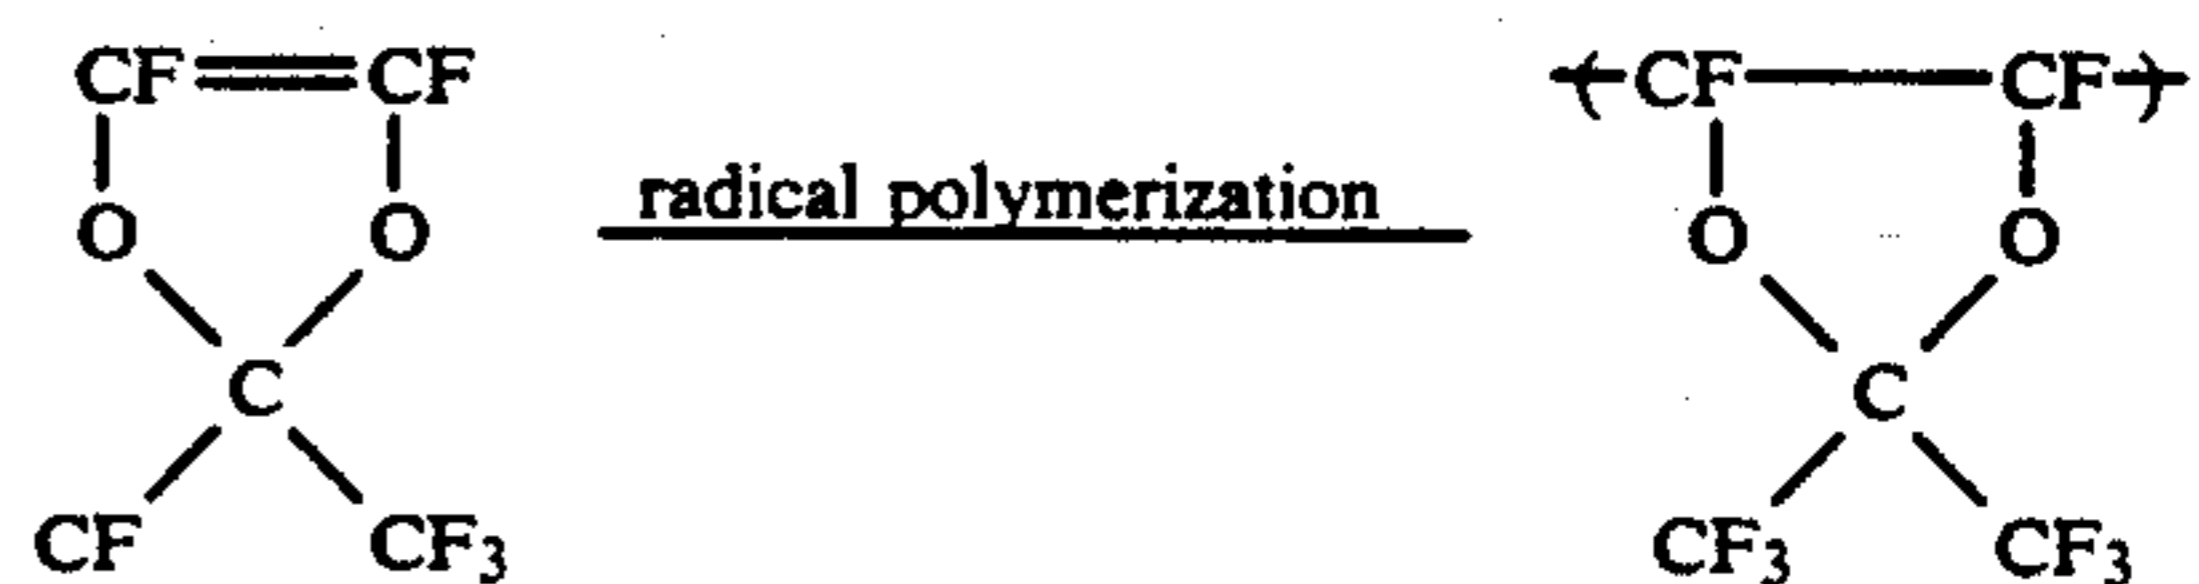 CF=CF -(CF-CF)-
O O radical polymerization O O
C C
CF CF₃ CF₃ CF₃